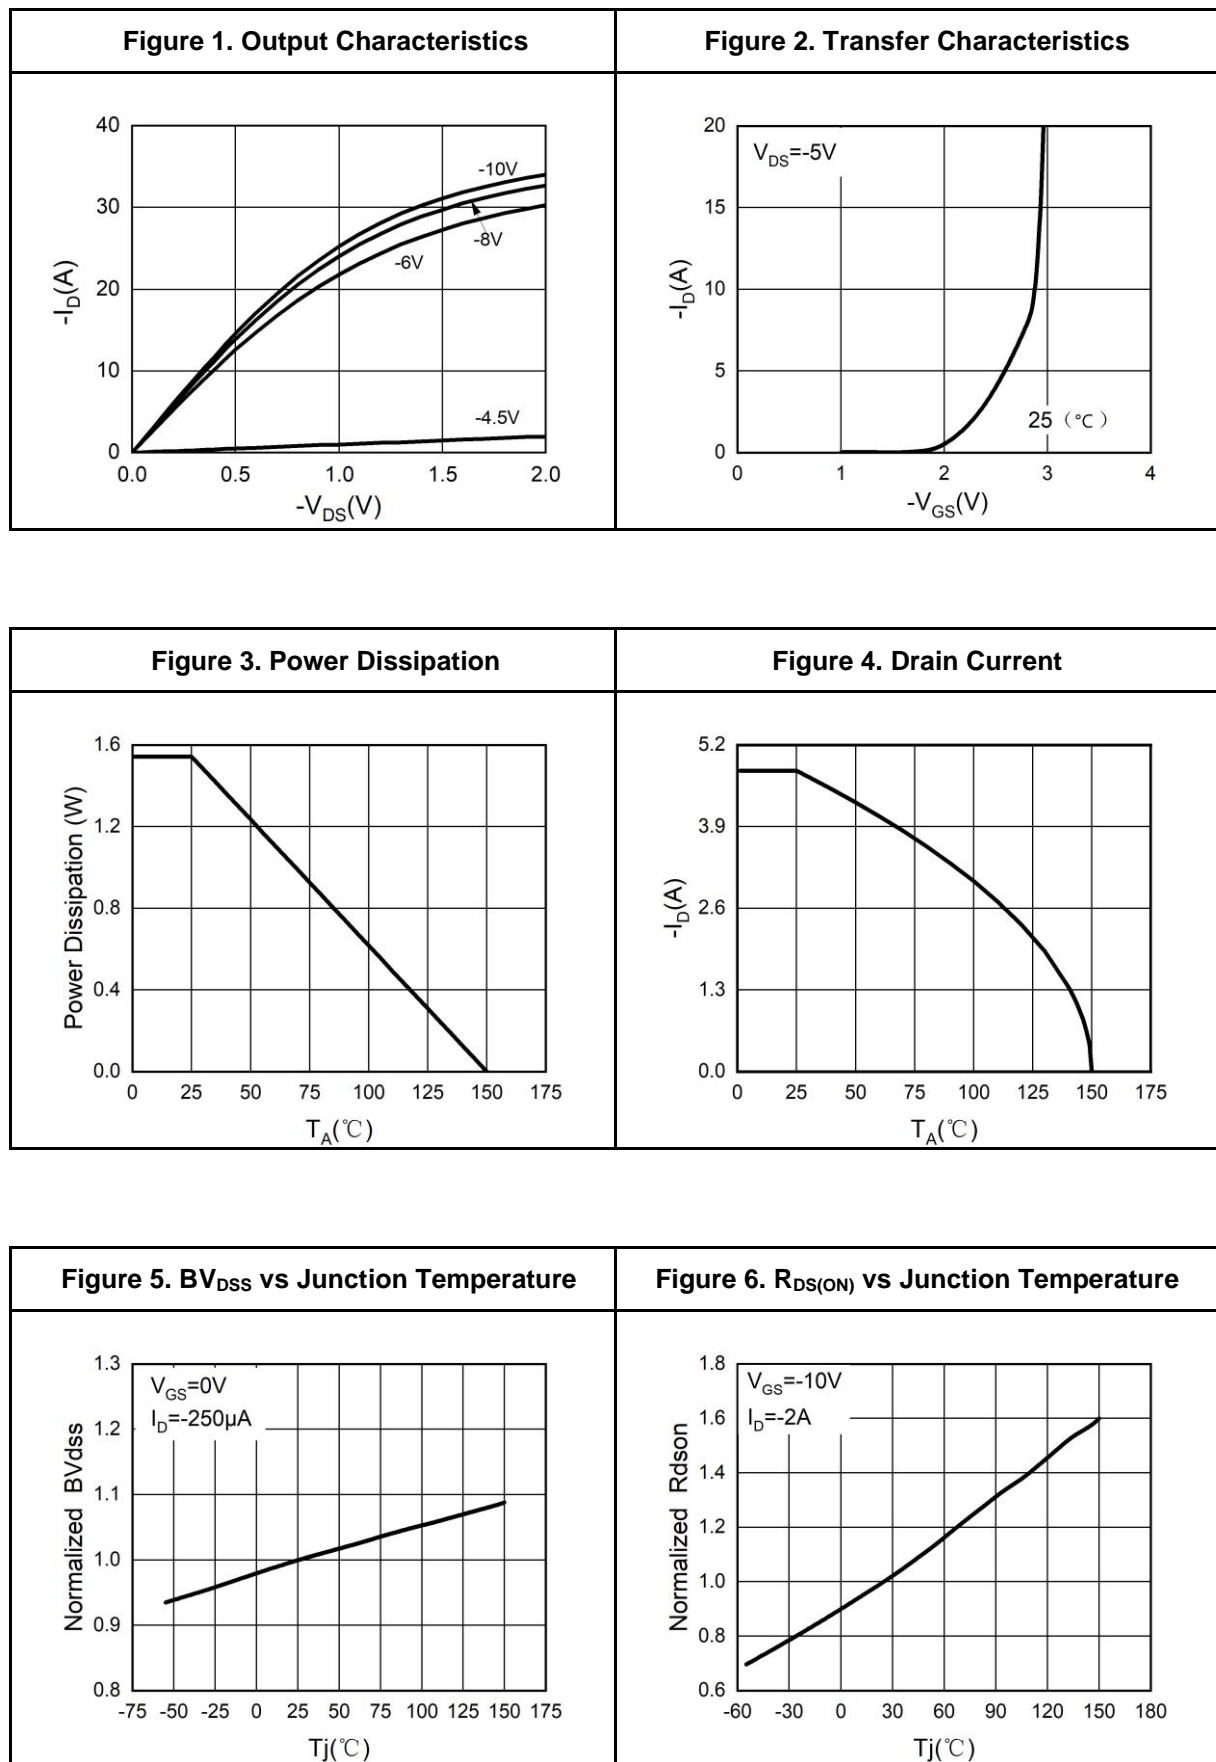 Figure 1. Output Characteristics
Figure 2. Transfer Characteristics
40
30
20
10
0
-I_D(A)
-10V
-8V
-6V
-4.5V
0.0 0.5 1.0 1.5 2.0
-V_DS(V)
20
15
10
5
0
-I_D(A)
V_DS=-5V
25（℃）
0 1 2 3 4
-V_GS(V)
Figure 3. Power Dissipation
Figure 4. Drain Current
1.6
1.2
0.8
0.4
0.0
Power Dissipation (W)
0 25 50 75 100 125 150 175
T_A(℃)
5.2
3.9
2.6
1.3
0.0
-I_D(A)
0 25 50 75 100 125 150 175
T_A(℃)
Figure 5. BV_DSS vs Junction Temperature
Figure 6. R_DS(ON) vs Junction Temperature
1.3
1.2
1.1
1.0
0.9
0.8
Normalized BVdss
V_GS=0V
I_D=-250µA
-75 -50 -25 0 25 50 75 100 125 150 175
Tj(℃)
1.8
1.6
1.4
1.2
1.0
0.8
0.6
Normalized Rdson
V_GS=-10V
I_D=-2A
-60 -30 0 30 60 90 120 150 180
Tj(℃)